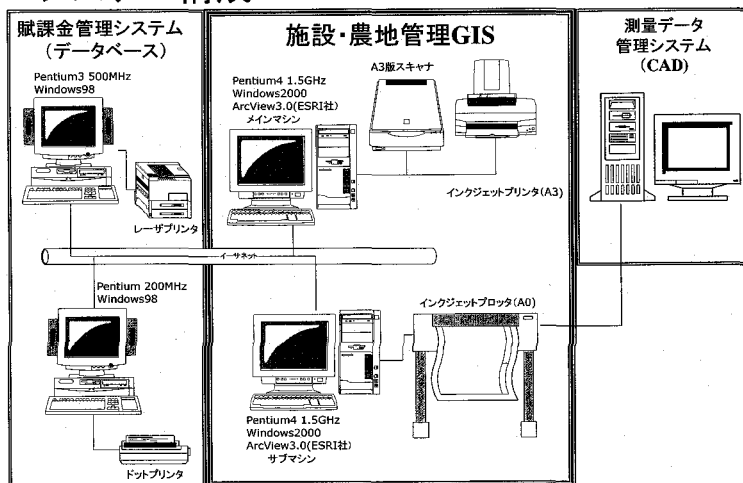 賦課金管理システム
(データベース)
Pentium3 500MHz
Windows98
レーザプリンタ
イーサネット
Pentium 200MHz
Windows98
ドットプリンタ
施設・農地管理GIS
Pentium4 1.5GHz
Windows2000
ArcView3.0(ESRI社)
メインマシン
A3版スキャナ
インクジェットプリンタ(A3)
インクジェットプロッタ(A0)
Pentium4 1.5GHz
Windows2000
ArcView3.0(ESRI社)
サブマシン
測量データ
管理システム
(CAD)